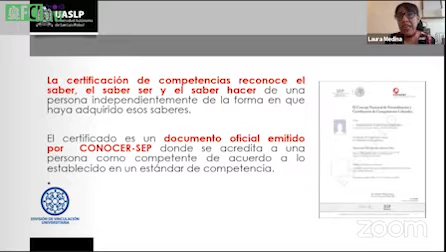 UASLP
Laura Medina
La certificación de competencias reconoce el
saber, el saber ser y el saber hacer de una
persona independientemente de la forma en que
haya adquirido esos saberes.
El certificado es un documento oficial emitido
por CONOCER-SEP donde se acredita a una
persona como competente de acuerdo a lo
establecido en un estándar de competencia.
SEP
DIVISIÓN DE VINCULACIÓN
UNIVERSITARIA
zoom